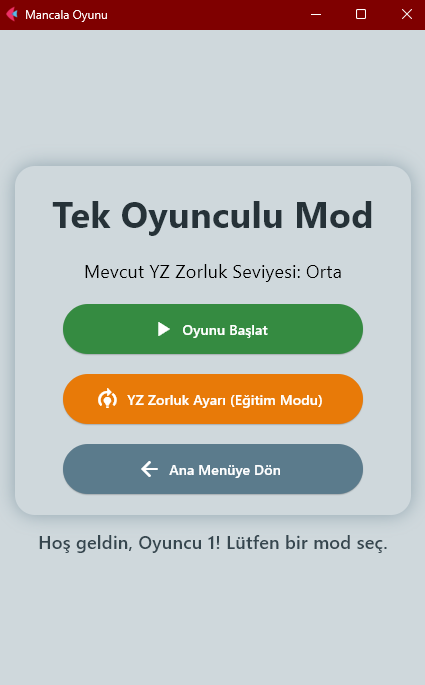 Mancala Oyunu
Tek Oyunculu Mod
Mevcut YZ Zorluk Seviyesi: Orta
Oyunu Başlat
YZ Zorluk Ayarı (Eğitim Modu)
Ana Menüye Dön
Hoş geldin, Oyuncu 1! Lütfen bir mod seç.